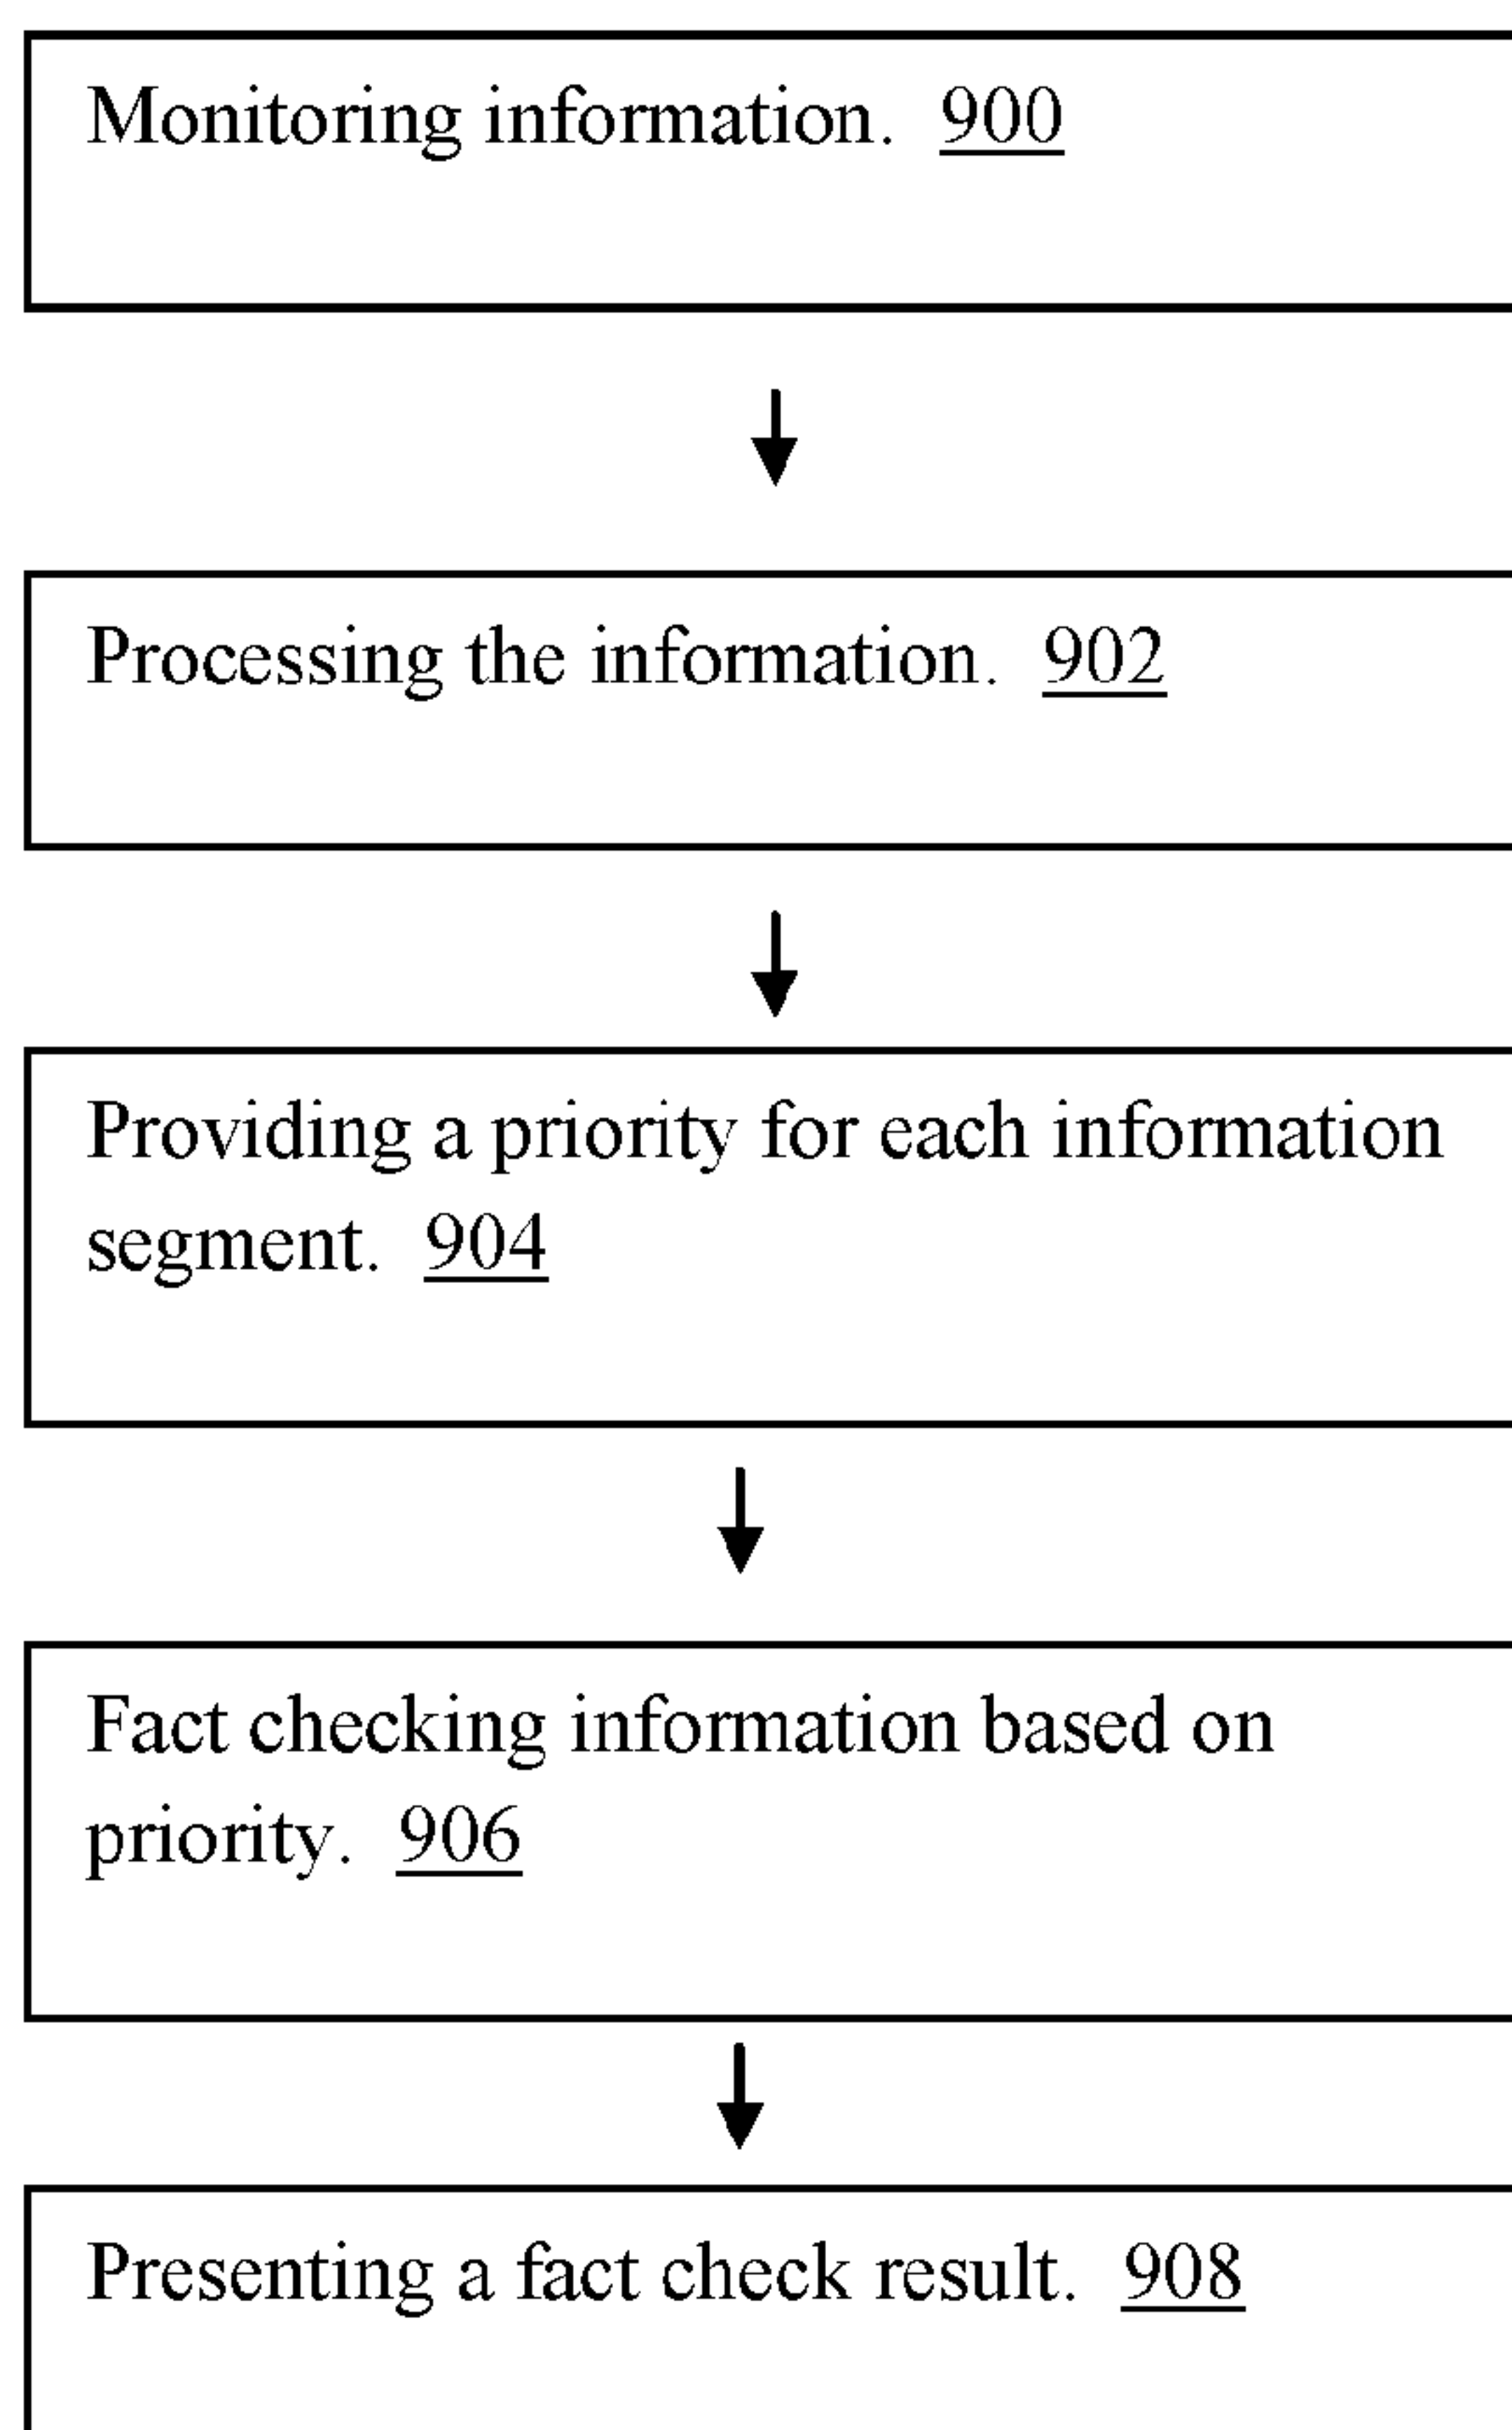 Monitoring information. 900
Processing the information. 902
Providing a priority for each information
segment. 904
Fact checking information based on
priority. 906
Presenting a fact check result. 908